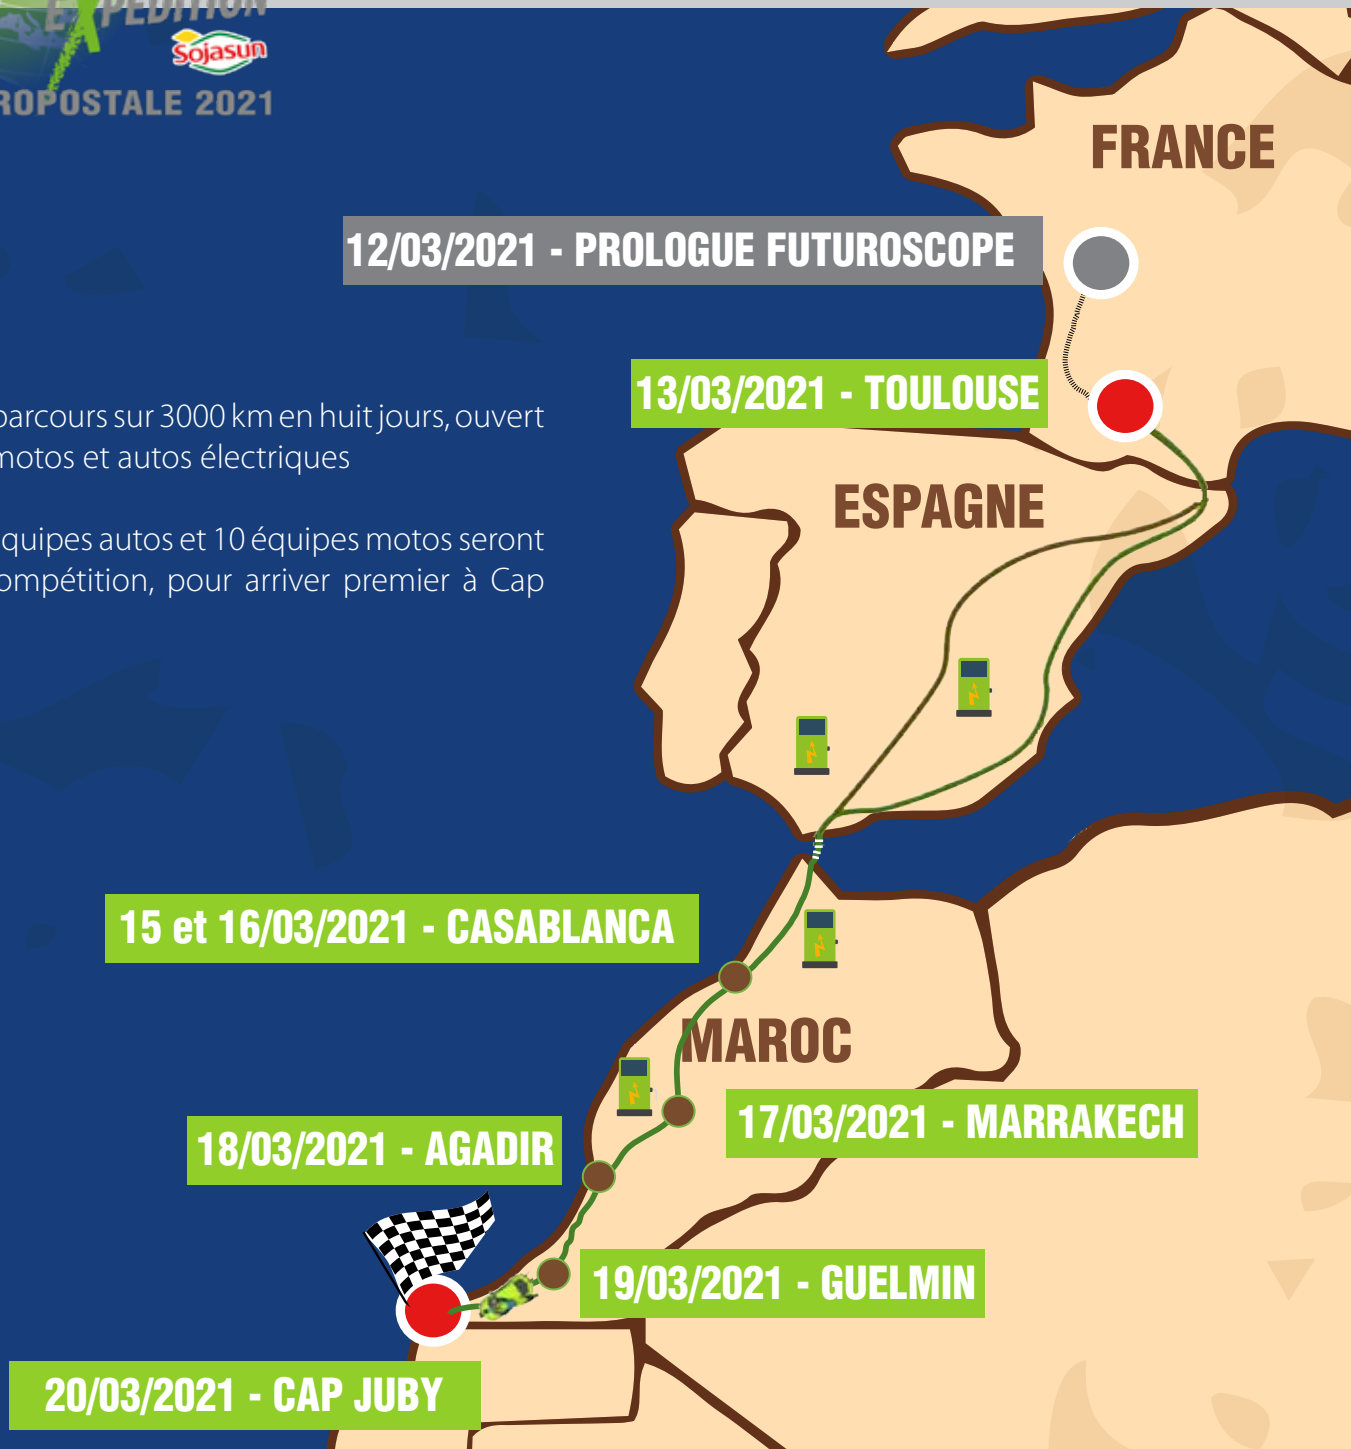 EXPEDITION
Sojasun
ROPOSTALE 2021
FRANCE
12/03/2021 - PROLOGUE FUTUROSCOPE
13/03/2021 - TOULOUSE
parcours sur 3000 km en huit jours, ouvert
motos et autos électriques
quipes autos et 10 équipes motos seront
ompétition, pour arriver premier à Cap
ESPAGNE
15 et 16/03/2021 - CASABLANCA
MAROC
17/03/2021 - MARRAKECH
18/03/2021 - AGADIR
19/03/2021 - GUELMIN
20/03/2021 - CAP JUBY